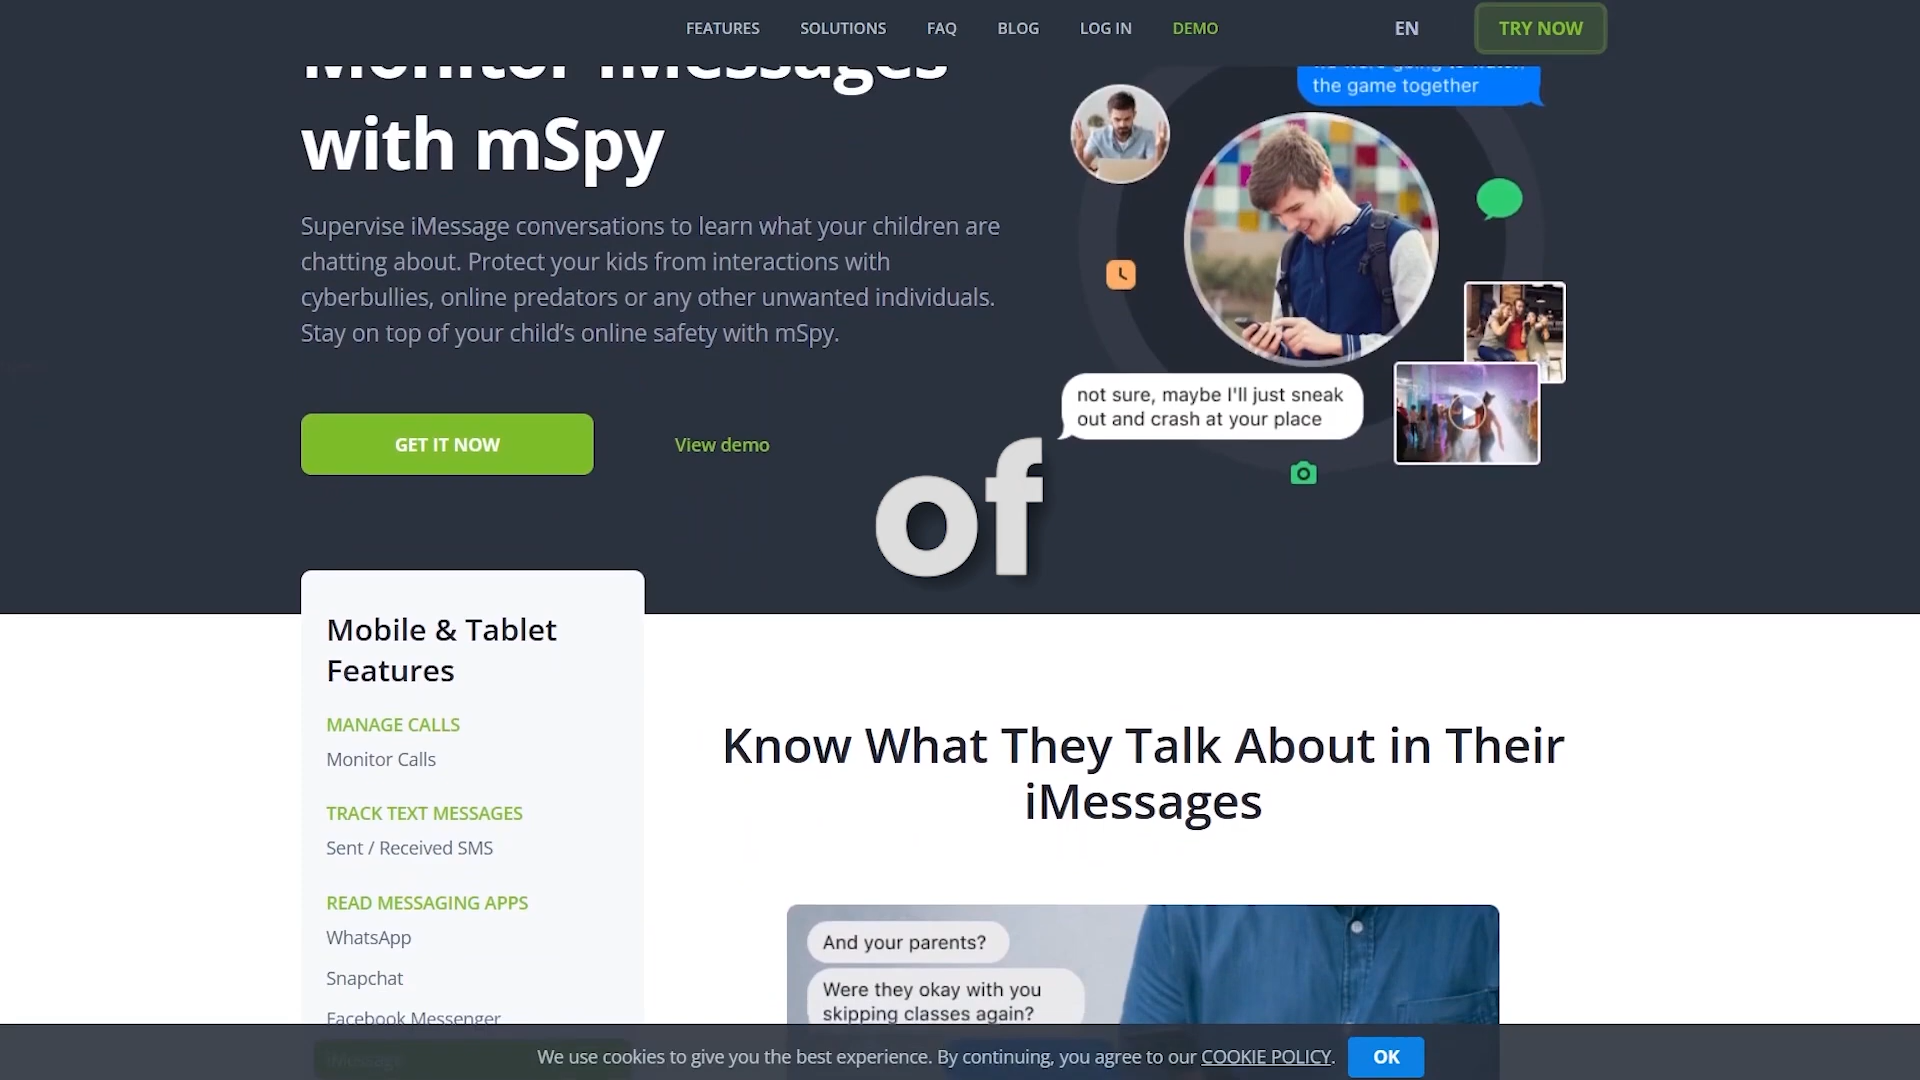 FEATURES SOLUTIONS FAQ BLOG LOG IN DEMO EN TRY NOW
Monitor iMessages
with mSpy
Supervise iMessage conversations to learn what your children are
chatting about. Protect your kids from interactions with
cyberbullies, online predators or any other unwanted individuals.
Stay on top of your child’s online safety with mSpy.
GET IT NOW
View demo
the game together
not sure, maybe I'll just sneak
out and crash at your place
of
Mobile & Tablet
Features
MANAGE CALLS
Monitor Calls
TRACK TEXT MESSAGES
Sent / Received SMS
READ MESSAGING APPS
WhatsApp
Snapchat
Facebook Messenger
iMessage
Know What They Talk About in Their
iMessages
And your parents?
Were they okay with you
skipping classes again?
We use cookies to give you the best experience. By continuing, you agree to our COOKIE POLICY.
OK